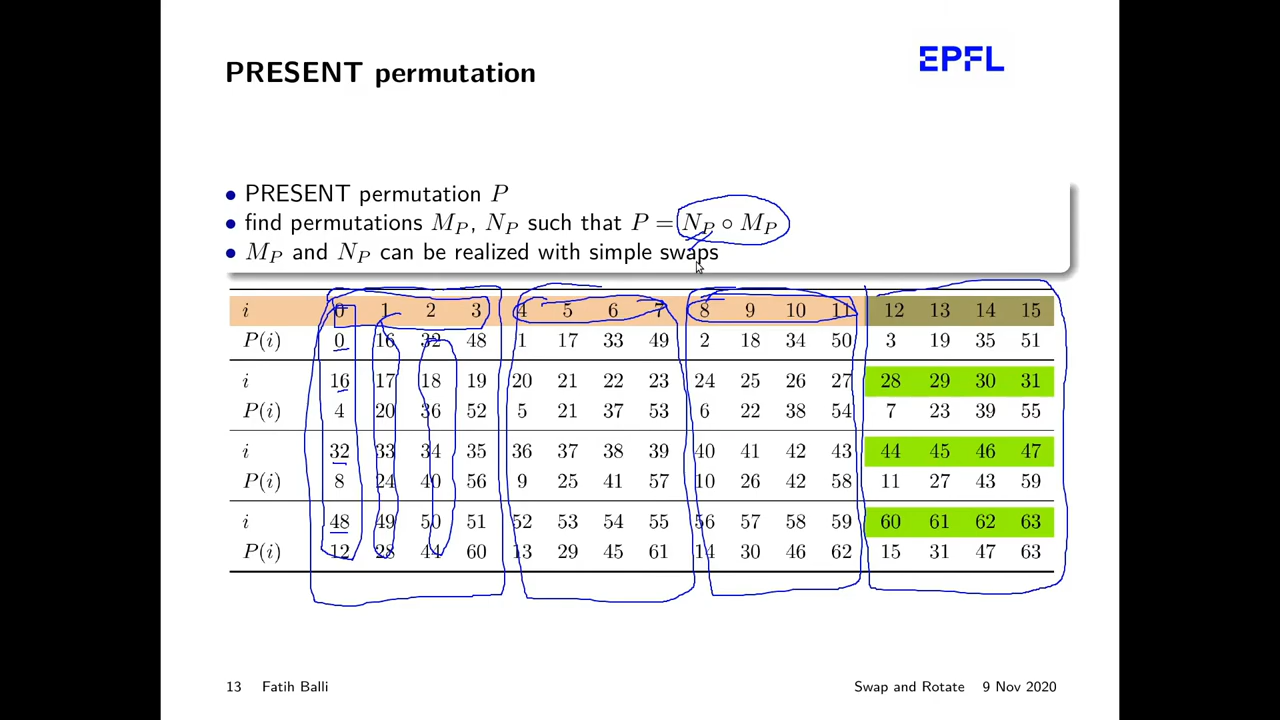 PRESENT permutation
EPFL
• PRESENT permutation P
• find permutations M_P, N_P such that P = N_P ∘ M_P
• M_P and N_P can be realized with simple swaps
i 0 1 2 3 4 5 6 7 8 9 10 11 12 13 14 15
P(i) 0 16 32 48 1 17 33 49 2 18 34 50 3 19 35 51
i 16 17 18 19 20 21 22 23 24 25 26 27 28 29 30 31
P(i) 4 20 36 52 5 21 37 53 6 22 38 54 7 23 39 55
i 32 33 34 35 36 37 38 39 40 41 42 43 44 45 46 47
P(i) 8 24 40 56 9 25 41 57 10 26 42 58 11 27 43 59
i 48 49 50 51 52 53 54 55 56 57 58 59 60 61 62 63
P(i) 12 28 44 60 13 29 45 61 14 30 46 62 15 31 47 63
13 Fatih Balli Swap and Rotate 9 Nov 2020